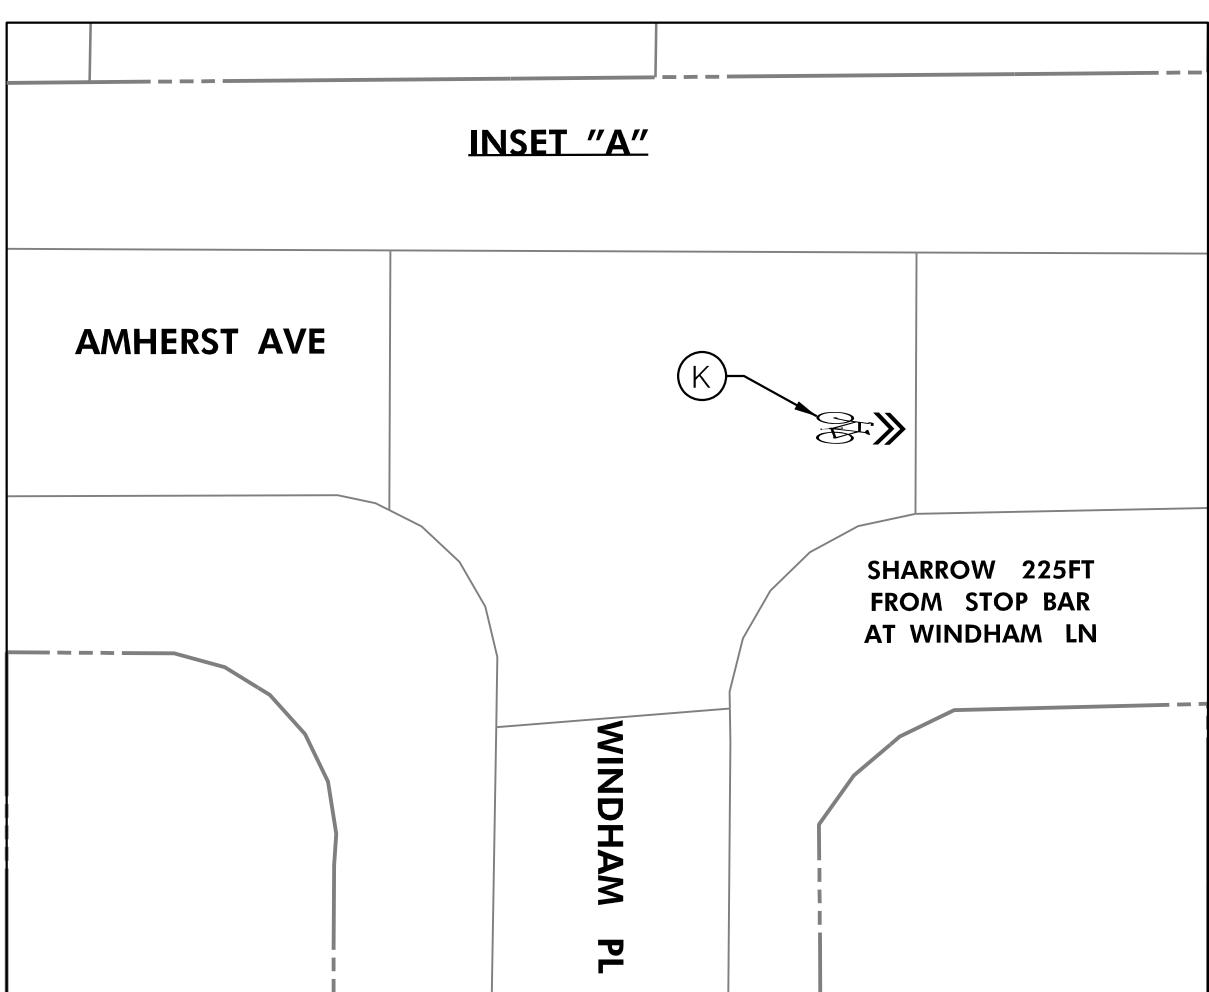 INSET "A"
AMHERST AVE
K
SHARROW 225FT
FROM STOP BAR
AT WINDHAM LN
WINDHAM PL